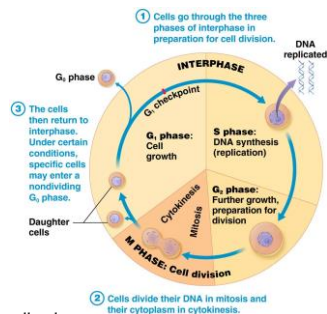 1 Cells go through the three
phases of interphase in
preparation for cell division.
DNA
replicated
G₀ phase
INTERPHASE
G₁ checkpoint
3 The cells
then return to
interphase.
Under certain
conditions,
specific cells
may enter a
nondividing
G₀ phase.
G₁ phase:
Cell
growth
S phase:
DNA synthesis
(replication)
G₂ phase:
Further growth,
preparation for
division
Cytokinesis
Mitosis
Daughter
cells
M PHASE: Cell division
2 Cells divide their DNA in mitosis and
their cytoplasm in cytokinesis.